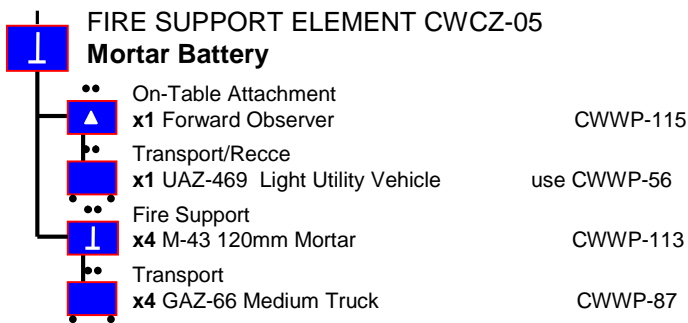 FIRE SUPPORT ELEMENT CWCZ-05
Mortar Battery
On-Table Attachment
x1 Forward Observer CWWP-115
Transport/Recce
x1 UAZ-469 Light Utility Vehicle use CWWP-56
Fire Support
x4 M-43 120mm Mortar CWWP-113
Transport
x4 GAZ-66 Medium Truck CWWP-87